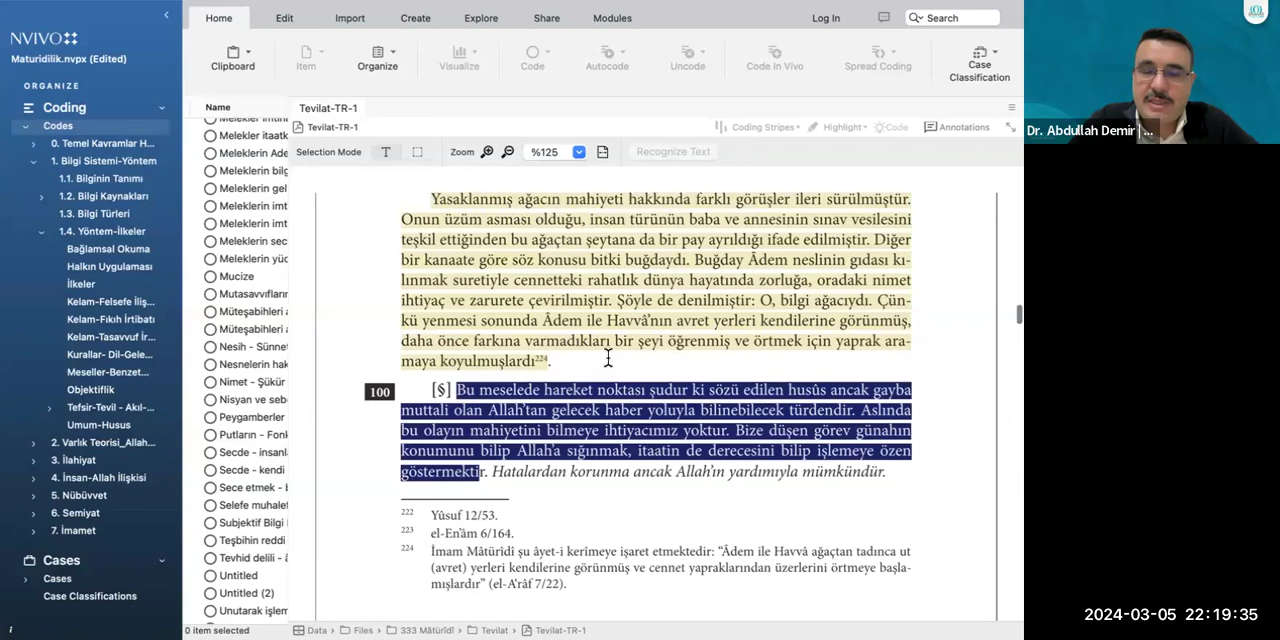 NVIVO
Maturidilik.nvpx (Edited)
ORGANIZE
Coding
Codes
0. Temel Kavramlar H...
1. Bilgi Sistemi-Yöntem
1.1. Bilginin Tanımı
1.2. Bilgi Kaynakları
1.3. Bilgi Türleri
1.4. Yöntem-İlkeler
Bağlamsal Okuma
Halkın Uygulaması
İlkeler
Kelam-Felsefe İliş...
Kelam-Fıkıh İrtibatı
Kelam-Tasavvuf İr...
Kurallar- Dil-Gele...
Meseller-Benzet...
Objektiflik
Tefsir-Tevil - Akıl-...
Umum-Husus
2. Varlık Teorisi_Allah...
3. İlahiyat
4. İnsan-Allah İlişkisi
5. Nübüvvet
6. Semiyat
7. İmamet
Cases
Cases
Case Classifications
Home Edit Import Create Explore Share Modules Log In Search
Clipboard Item Organize Visualize Code Autocode Uncode Code In Vivo Spread Coding Case Classification
Name
Melekler itaatk
Meleklerin Ade
Meleklerin bilg
Meleklerin gel
Meleklerin imt
Meleklerin imt
Meleklerin sec
Meleklerin yüc
Mucize
Mutasavvıfların
Müteşabihleri a
Müteşabihleri a
Nesih - Sünnet
Nesnelerin hak
Nimet - Şükür
Nisyan ve seb
Peygamberler
Putların - Fonk
Secde - insanl
Secde - kendi
Sece etmek - b
Selefe muhalef
Subjektif Bilgi
Teşbihin reddi
Tevhid delili - â
Untitled
Untitled (2)
Unutarak işlem
0 item selected
Tevilat-TR-1
Tevilat-TR-1 Coding Stripes Highlight Code Annotations
Selection Mode T Zoom %125 Recognize Text
Yasaklanmış ağacın mahiyeti hakkında farklı görüşler ileri sürülmüştür.
Onun üzüm asması olduğu, insan türünün baba ve annesinin sınav vesilesini
teşkil ettiğinden bu ağaçtan şeytana da bir pay ayrıldığı ifade edilmiştir. Diğer
bir kanaate göre söz konusu bitki buğdaydı. Buğday Âdem neslinin gıdası kı-
lınmak suretiyle cennetteki rahatlık dünya hayatında zorluğa, oradaki nimet
ihtiyaç ve zarurete çevirilmiştir. Şöyle de denilmiştir: O, bilgi ağacıydı. Çün-
kü yenmesi sonunda Âdem ile Havvâ'nın avret yerleri kendilerine görünmüş,
daha önce farkına varmadıkları bir şeyi öğrenmiş ve örtmek için yaprak ara-
maya koyulmuşlardı²²⁴.
100 [§] Bu meselede hareket noktası şudur ki sözü edilen husûs ancak gayba
muttali olan Allah'tan gelecek haber yoluyla bilinebilecek türdendir. Aslında
bu olayın mahiyetini bilmeye ihtiyacımız yoktur. Bize düşen görev günahın
konumunu bilip Allah'a sığınmak, itaatin de derecesini bilip işlemeye özen
göstermektir. Hatalardan korunma ancak Allah'ın yardımıyla mümkündür.
222 Yûsuf 12/53.
223 el-En'âm 6/164.
224 İmam Mâtürîdî şu âyet-i kerîmeye işaret etmektedir: "Âdem ile Havvâ ağaçtan tadınca ut
(avret) yerleri kendilerine görünmüş ve cennet yapraklarından üzerlerini örtmeye başla-
mışlardır" (el-A'râf 7/22).
Data Files 333 Mâtürîdî Tevilat Tevilat-TR-1
Dr. Abdullah Demir | ...
2024-03-05 22:19:35